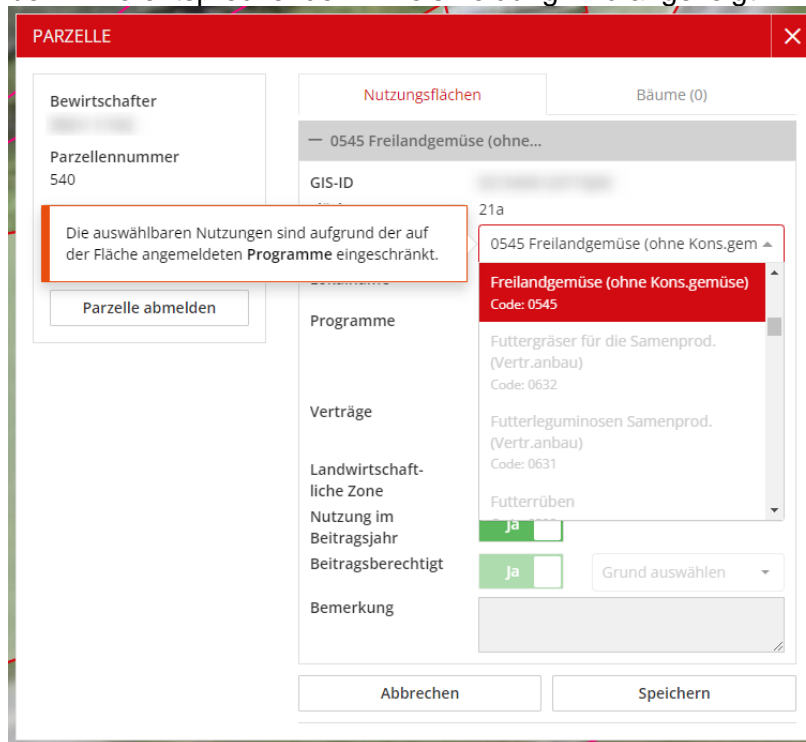 PARZELLE
Bewirtschafter
Parzellennummer
540
Parzelle abmelden
Die auswählbaren Nutzungen sind aufgrund der auf
der Fläche angemeldeten Programme eingeschränkt.
Nutzungsflächen
Bäume (0)
0545 Freilandgemüse (ohne...
GIS-ID
21a
0545 Freilandgemüse (ohne Kons.gem
Freilandgemüse (ohne Kons.gemüse)
Code: 0545
Futtergräser für die Samenprod.
(Vertr.anbau)
Code: 0632
Futterleguminosen Samenprod.
(Vertr.anbau)
Code: 0631
Futterrüben
Programme
Verträge
Landwirtschaft-
liche Zone
Nutzung im
Beitragsjahr
Ja
Beitragsberechtigt
Ja
Grund auswählen
Bemerkung
Abbrechen
Speichern